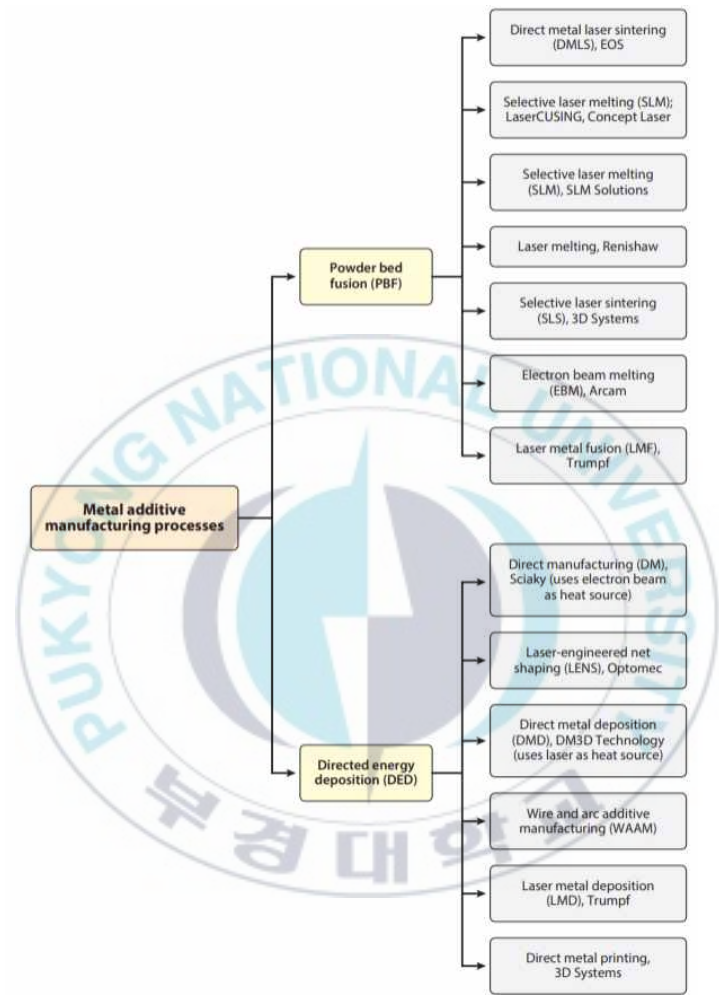 Direct metal laser sintering
(DMLS), EOS
Selective laser melting (SLM);
LaserCUSING, Concept Laser
Selective laser melting
(SLM), SLM Solutions
Laser melting, Renishaw
Powder bed
fusion (PBF)
Selective laser sintering
(SLS), 3D Systems
Electron beam melting
(EBM), Arcam
Laser metal fusion (LMF),
Trumpf
Metal additive
manufacturing processes
Direct manufacturing (DM),
Sciaky (uses electron beam
as heat source)
Laser-engineered net
shaping (LENS), Optomec
Direct metal deposition
(DMD), DM3D Technology
(uses laser as heat source)
Directed energy
deposition (DED)
Wire and arc additive
manufacturing (WAAM)
Laser metal deposition
(LMD), Trumpf
Direct metal printing,
3D Systems
PUKYONG NATIONAL UNIVERSITY
부경대학교